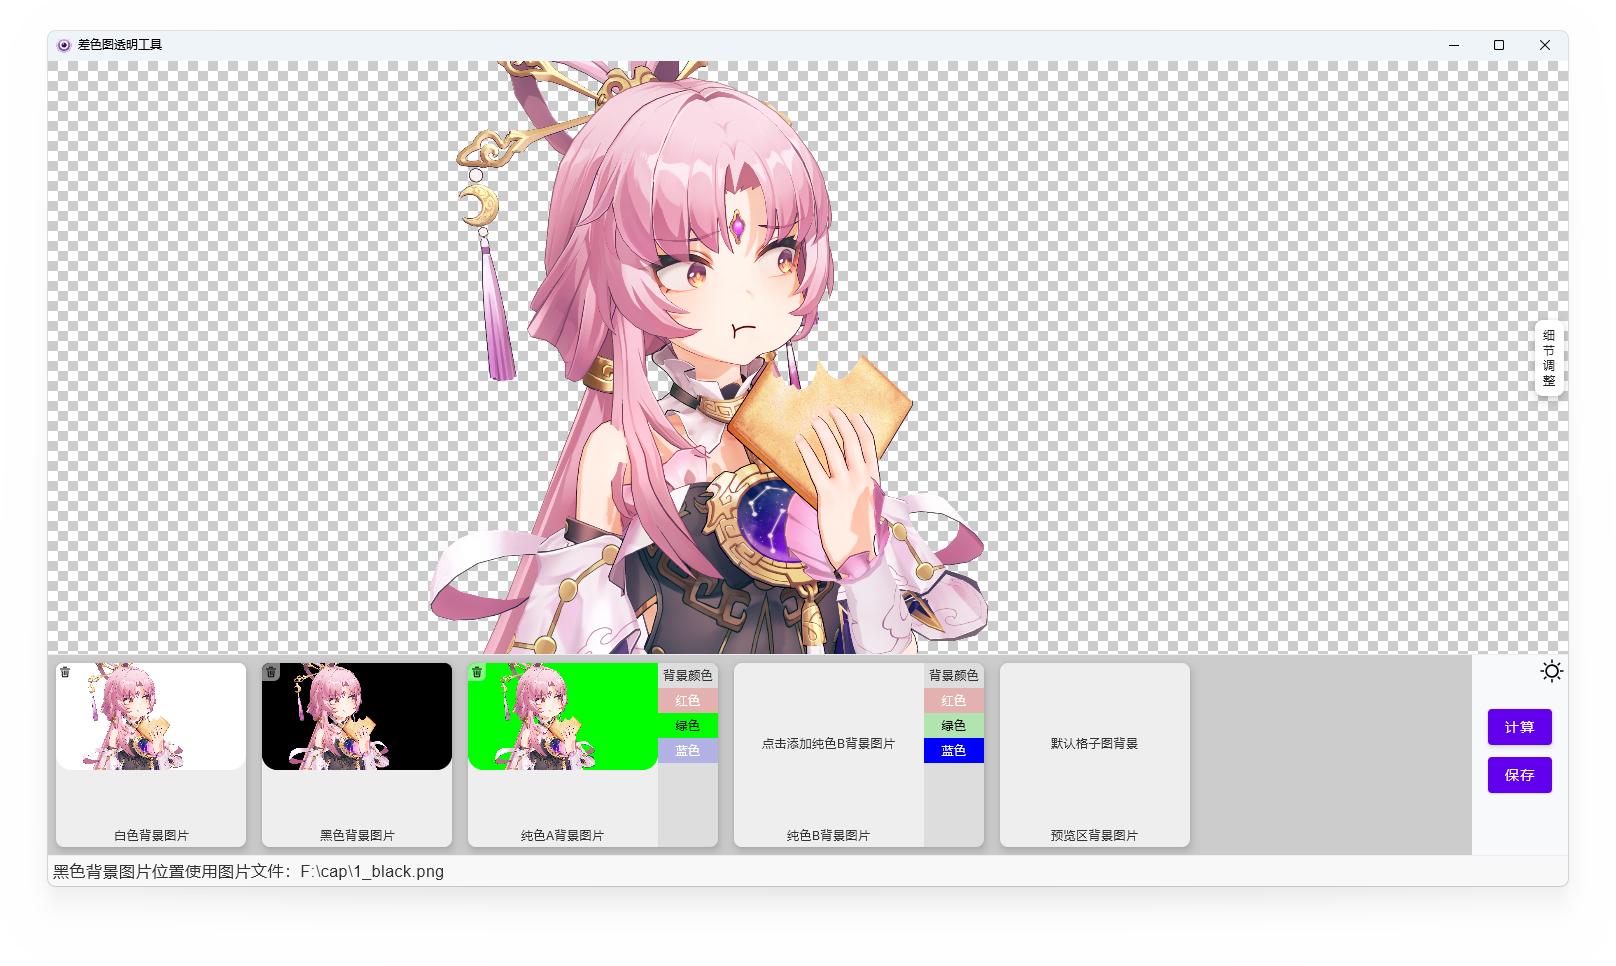 差色图透明工具
细
节
调
整
背景颜色
红色
绿色
蓝色
背景颜色
红色
绿色
蓝色
点击添加纯色B背景图片
默认格子图背景
白色背景图片
黑色背景图片
纯色A背景图片
纯色B背景图片
预览区背景图片
计算
保存
黑色背景图片位置使用图片文件：F:\cap\1_black.png